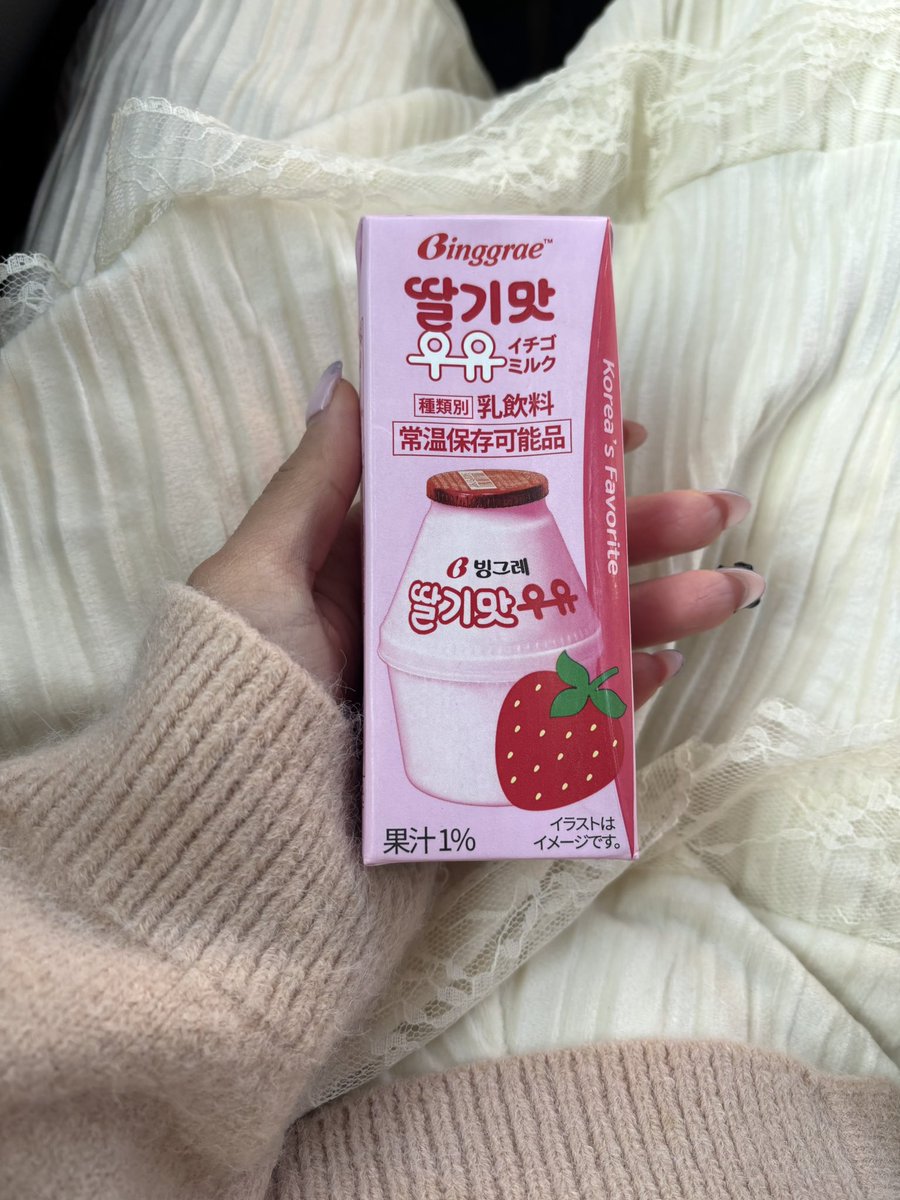 Binggrae™
딸기맛
우유 イチゴ
ミルク
種類別 乳飲料
常温保存可能品
Korea's Favorite
B 빙그레
딸기맛우유
果汁1%
イラストは
イメージです。